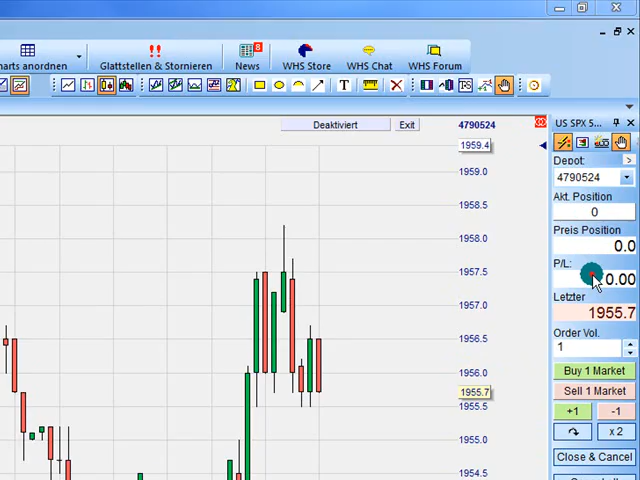 harts anordnen
Glattstellen & Stornieren
8
News
WHS Store
WHS Chat
WHS Forum
T
Deaktiviert
Exit
4790524
1959.4
1959.0
1958.5
1958.0
1957.5
1957.0
1956.5
1956.0
1955.7
1955.5
1955.0
1954.5
US SPX 5...
Depot:
>
4790524
Akt. Position
0
Preis Position
0.0
P/L:
0.00
Letzter
1955.7
Order Vol.
1
Buy 1 Market
Sell 1 Market
+1
-1
x 2
Close & Cancel